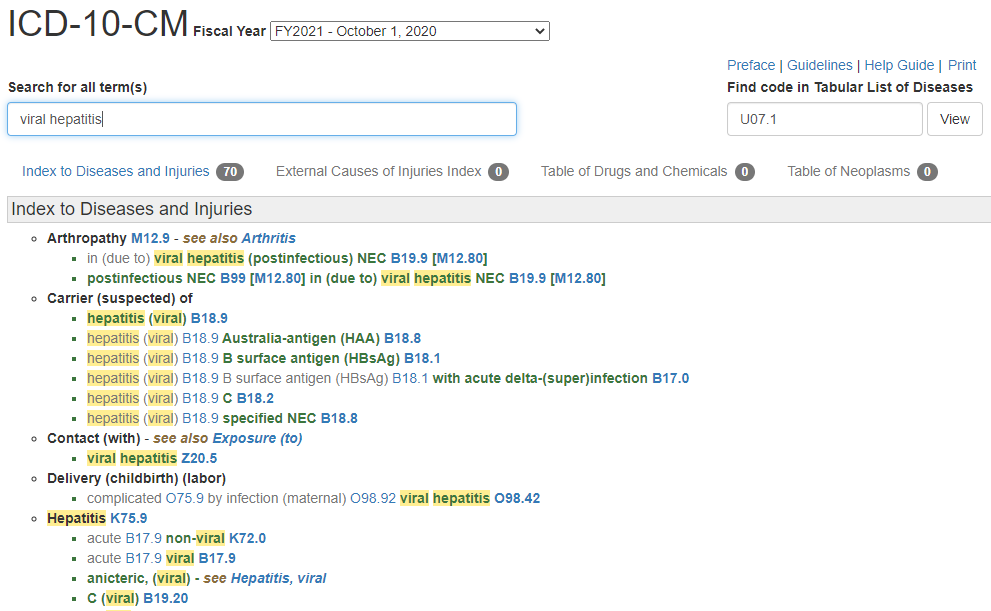 ICD-10-CM Fiscal Year FY2021 - October 1, 2020
Preface | Guidelines | Help Guide | Print
Search for all term(s)
Find code in Tabular List of Diseases
viral hepatitis
U07.1
View
Index to Diseases and Injuries 70 External Causes of Injuries Index 0 Table of Drugs and Chemicals 0 Table of Neoplasms 0
Index to Diseases and Injuries
Arthropathy M12.9 - see also Arthritis
in (due to) viral hepatitis (postinfectious) NEC B19.9 [M12.80]
postinfectious NEC B99 [M12.80] in (due to) viral hepatitis NEC B19.9 [M12.80]
Carrier (suspected) of
hepatitis (viral) B18.9
hepatitis (viral) B18.9 Australia-antigen (HAA) B18.8
hepatitis (viral) B18.9 B surface antigen (HBsAg) B18.1
hepatitis (viral) B18.9 B surface antigen (HBsAg) B18.1 with acute delta-(super)infection B17.0
hepatitis (viral) B18.9 C B18.2
hepatitis (viral) B18.9 specified NEC B18.8
Contact (with) - see also Exposure (to)
viral hepatitis Z20.5
Delivery (childbirth) (labor)
complicated O75.9 by infection (maternal) O98.92 viral hepatitis O98.42
Hepatitis K75.9
acute B17.9 non-viral K72.0
acute B17.9 viral B17.9
anicteric, (viral) - see Hepatitis, viral
C (viral) B19.20